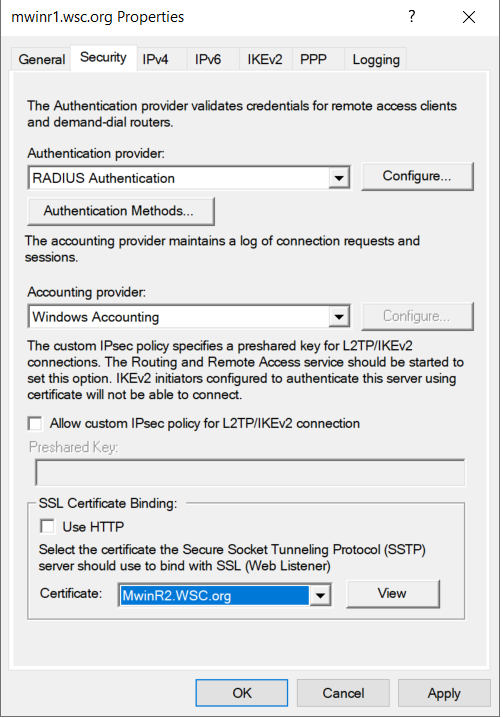 mwinr1.wsc.org Properties
?
General Security IPv4 IPv6 IKEv2 PPP Logging
The Authentication provider validates credentials for remote access clients
and demand-dial routers.
Authentication provider:
RADIUS Authentication
Configure...
Authentication Methods...
The accounting provider maintains a log of connection requests and
sessions.
Accounting provider:
Windows Accounting
Configure...
The custom IPsec policy specifies a preshared key for L2TP/IKEv2
connections. The Routing and Remote Access service should be started to
set this option. IKEv2 initiators configured to authenticate this server using
certificate will not be able to connect.
Allow custom IPsec policy for L2TP/IKEv2 connection
Preshared Key:
SSL Certificate Binding:
Use HTTP
Select the certificate the Secure Socket Tunneling Protocol (SSTP)
server should use to bind with SSL (Web Listener)
Certificate:
MwinR2.WSC.org
View
OK Cancel Apply